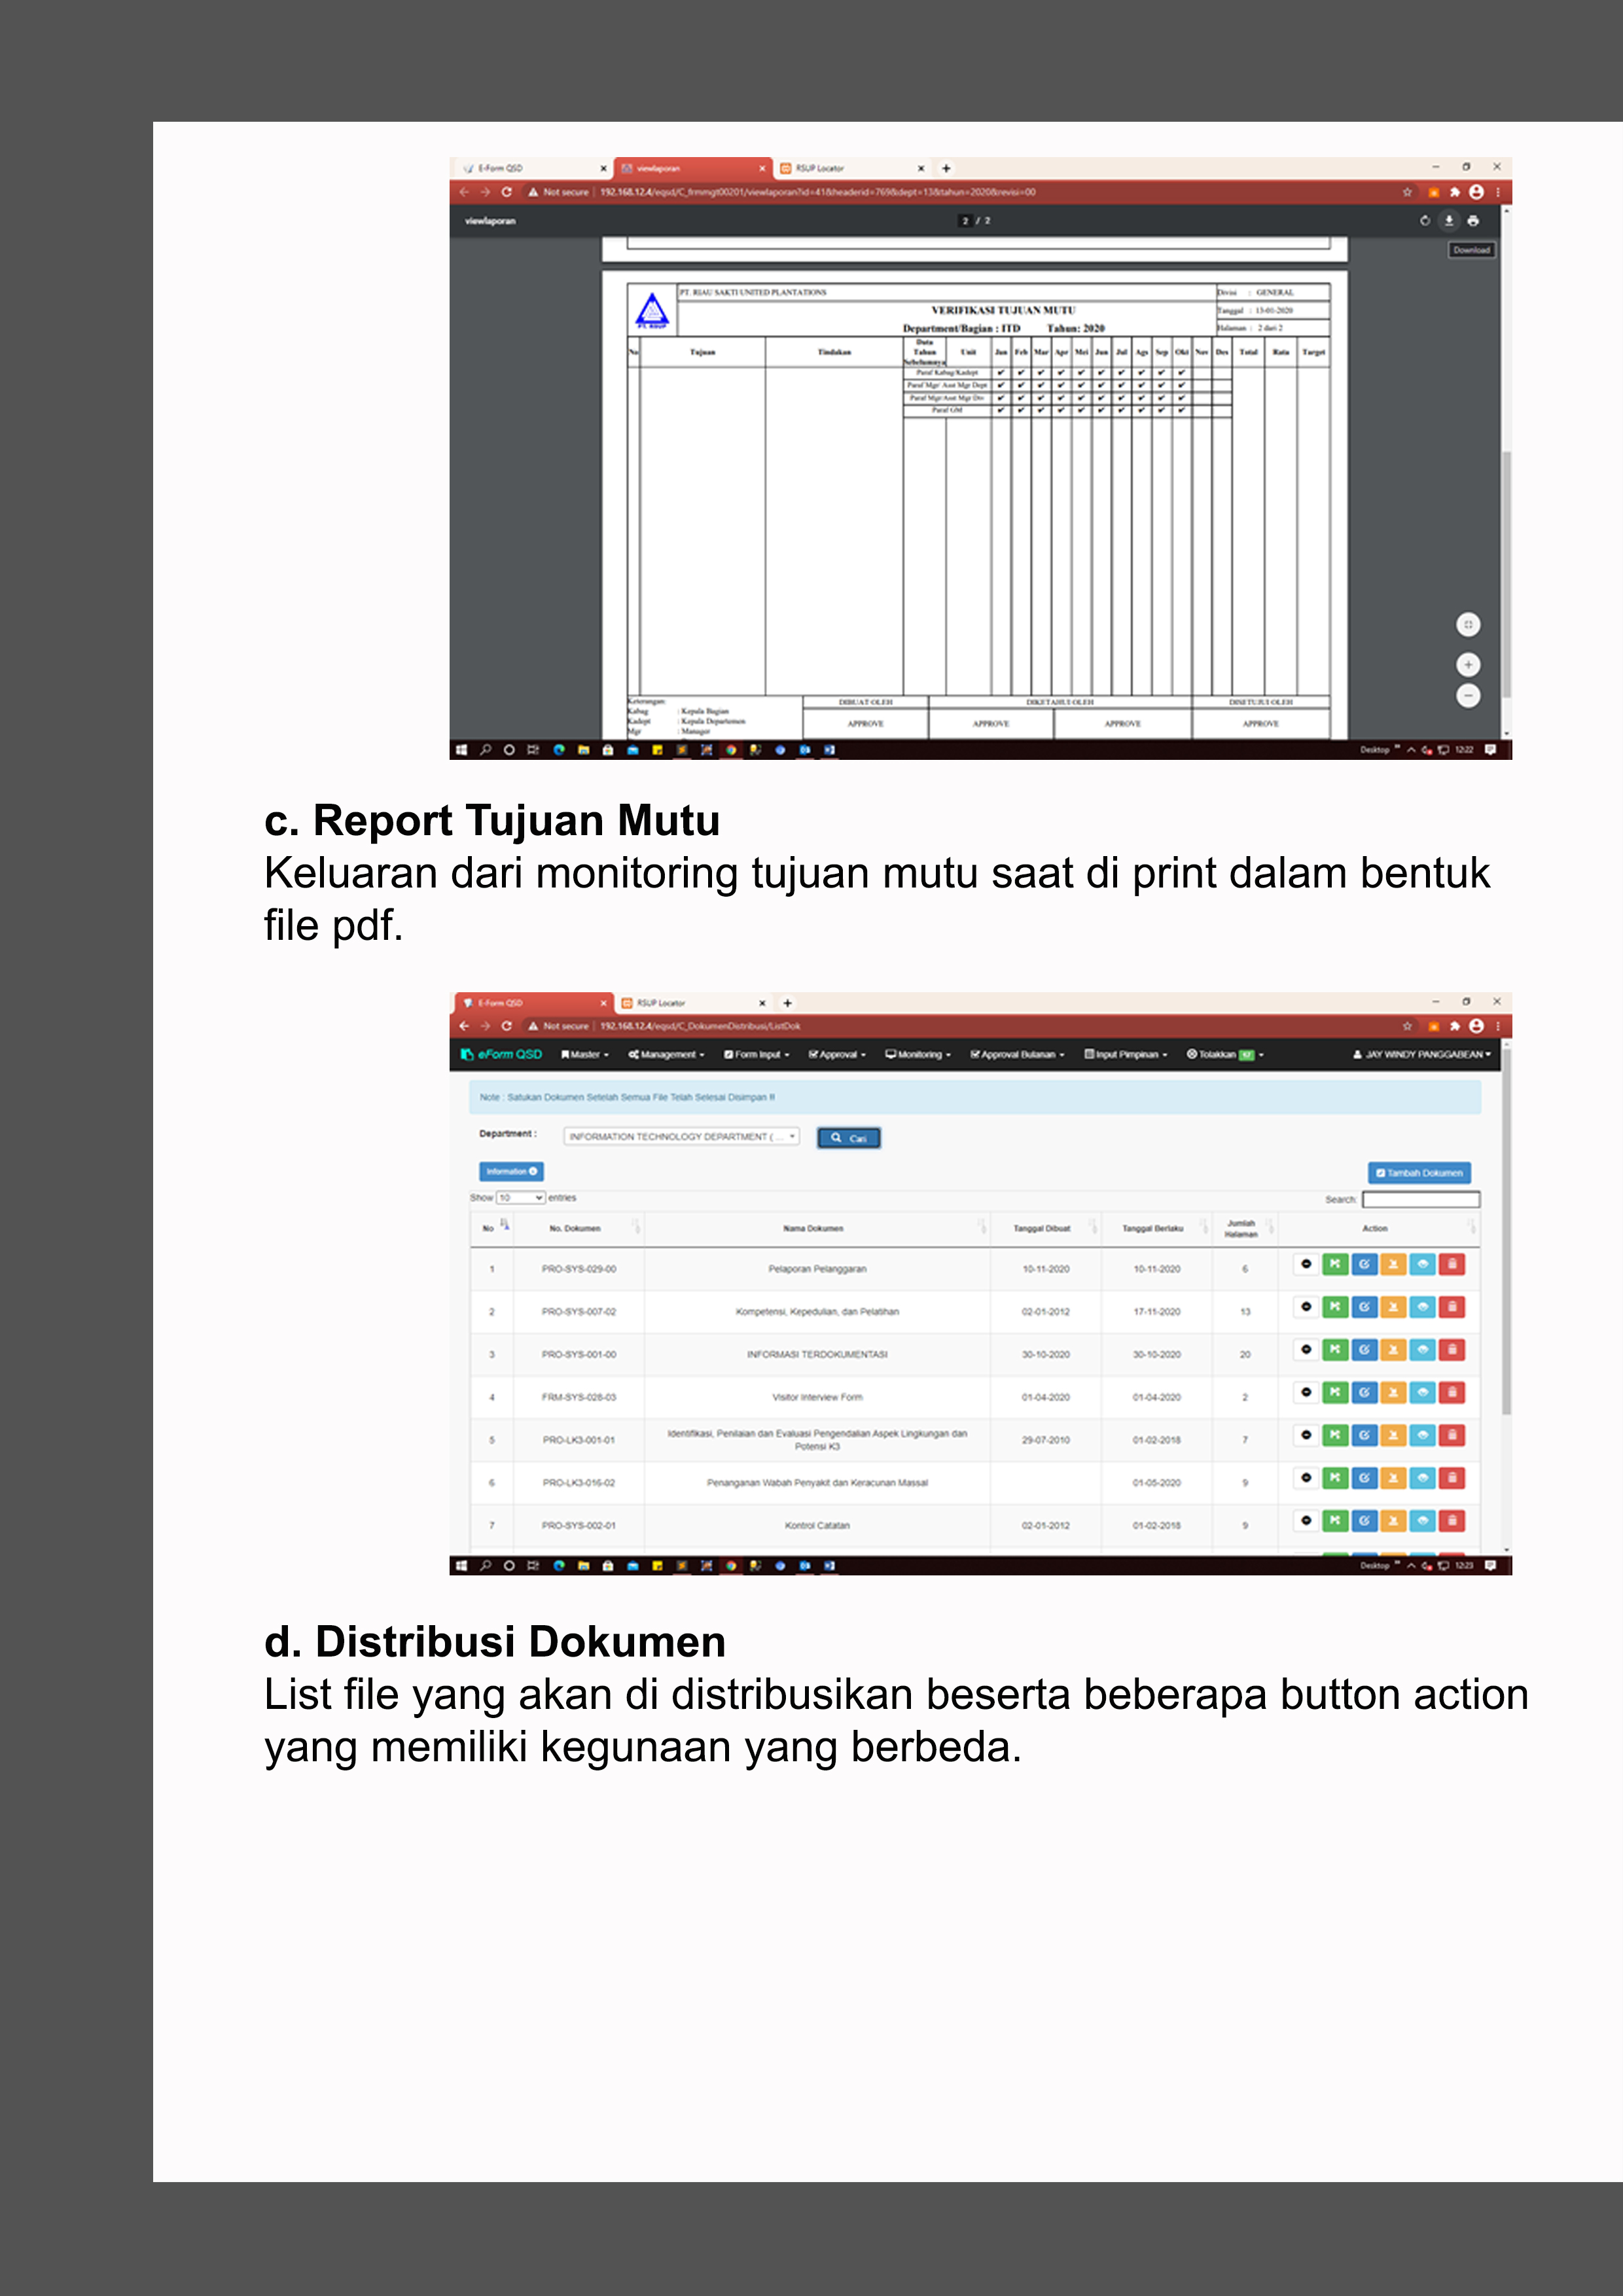 E-Form QSD
viewlaporan
RSUP Locator
Not secure | 192.168.12.4/eqsd/C_frmmgt00201/viewlaporan?id=41&headerid=769&dept=13&tahun=2020&revisi=00
viewlaporan
2 / 2
Download
PT. RIAU SAKTI UNITED PLANTATIONS
Divisi : GENERAL
VERIFIKASI TUJUAN MUTU
Tanggal : 13-01-2020
PT. RSUP
Department/Bagian : ITD Tahun: 2020
Halaman : 2 dari 2
No Tujuan Tindakan Data Tahun Sebelumnya Unit Jan Feb Mar Apr Mei Jun Jul Ags Sep Okt Nov Des Total Rata Target
Paraf Kabag/Kadept ✔ ✔ ✔ ✔ ✔ ✔ ✔ ✔ ✔ ✔
Paraf Mgr/ Asst Mgr Dept ✔ ✔ ✔ ✔ ✔ ✔ ✔ ✔ ✔ ✔
Paraf Mgr/Asst Mgr Div ✔ ✔ ✔ ✔ ✔ ✔ ✔ ✔ ✔ ✔
Paraf GM ✔ ✔ ✔ ✔ ✔ ✔ ✔ ✔ ✔ ✔
Keterangan:
DIBUAT OLEH DIKETAHUI OLEH DISETUJUI OLEH
Kabag : Kepala Bagian
Kadept : Kepala Departemen
APPROVE APPROVE APPROVE APPROVE
Mgr : Manager
Desktop 12:22
c. Report Tujuan Mutu
Keluaran dari monitoring tujuan mutu saat di print dalam bentuk
file pdf.
E-Form QSD
RSUP Locator
Not secure | 192.168.12.4/eqsd/C_DokumenDistribusi/ListDok
eForm QSD Master Management Form Input Approval Monitoring Approval Bulanan Input Pimpinan Tolakkan JAY WINDY PANGGABEAN
Note : Satukan Dokumen Setelah Semua File Telah Selesai Disimpan !!!
Department : INFORMATION TECHNOLOGY DEPARTMENT ( ... Cari
Information
Tambah Dokumen
Show 10 entries
Search:
No No. Dokumen Nama Dokumen Tanggal Dibuat Tanggal Berlaku Jumlah Halaman Action
1 PRO-SYS-029-00 Pelaporan Pelanggaran 10-11-2020 10-11-2020 6
2 PRO-SYS-007-02 Kompetensi, Kepedulian, dan Pelatihan 02-01-2012 17-11-2020 13
3 PRO-SYS-001-00 INFORMASI TERDOKUMENTASI 30-10-2020 30-10-2020 20
4 FRM-SYS-028-03 Visitor Interview Form 01-04-2020 01-04-2020 2
5 PRO-LK3-001-01 Identifikasi, Penilaian dan Evaluasi Pengendalian Aspek Lingkungan dan Potensi K3 29-07-2010 01-02-2018 7
6 PRO-LK3-016-02 Penanganan Wabah Penyakit dan Keracunan Massal 01-05-2020 9
7 PRO-SYS-002-01 Kontrol Catatan 02-01-2012 01-02-2018 9
Desktop 12:23
d. Distribusi Dokumen
List file yang akan di distribusikan beserta beberapa button action
yang memiliki kegunaan yang berbeda.